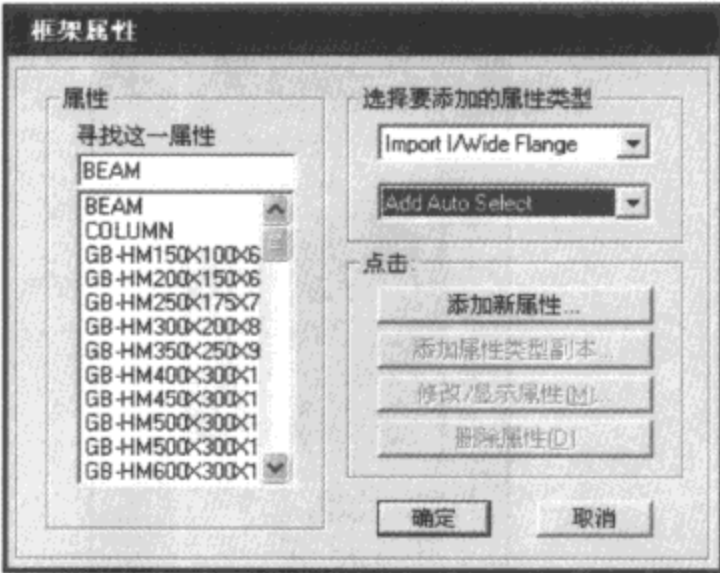 框架属性
属性
寻找这一属性
BEAM
BEAM
COLUMN
GB-HM150X100X6
GB-HM200X150X6
GB-HM250X175X7
GB-HM300X200X8
GB-HM350X250X9
GB-HM400X300X1
GB-HM450X300X1
GB-HM500X300X1
GB-HM500X300X1
GB-HM600X300X1
选择要添加的属性类型
Import I/Wide Flange
Add Auto Select
点击:
添加新属性...
添加属性类型副本...
修改/显示属性(M)...
删除属性(D)
确定
取消